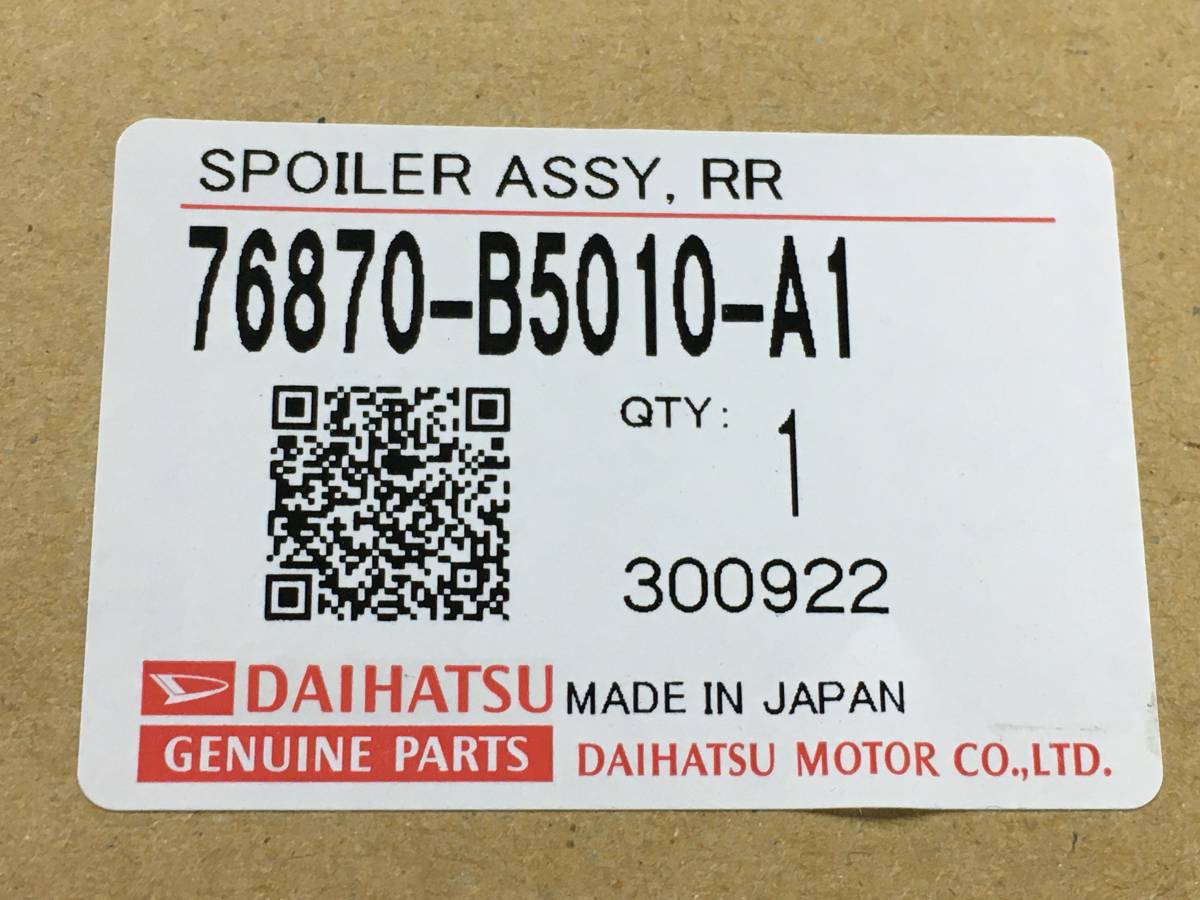 SPOILER ASSY, RR
76870-B5010-A1
QTY: 1
300922
DAIHATSU MADE IN JAPAN
GENUINE PARTS DAIHATSU MOTOR CO.,LTD.